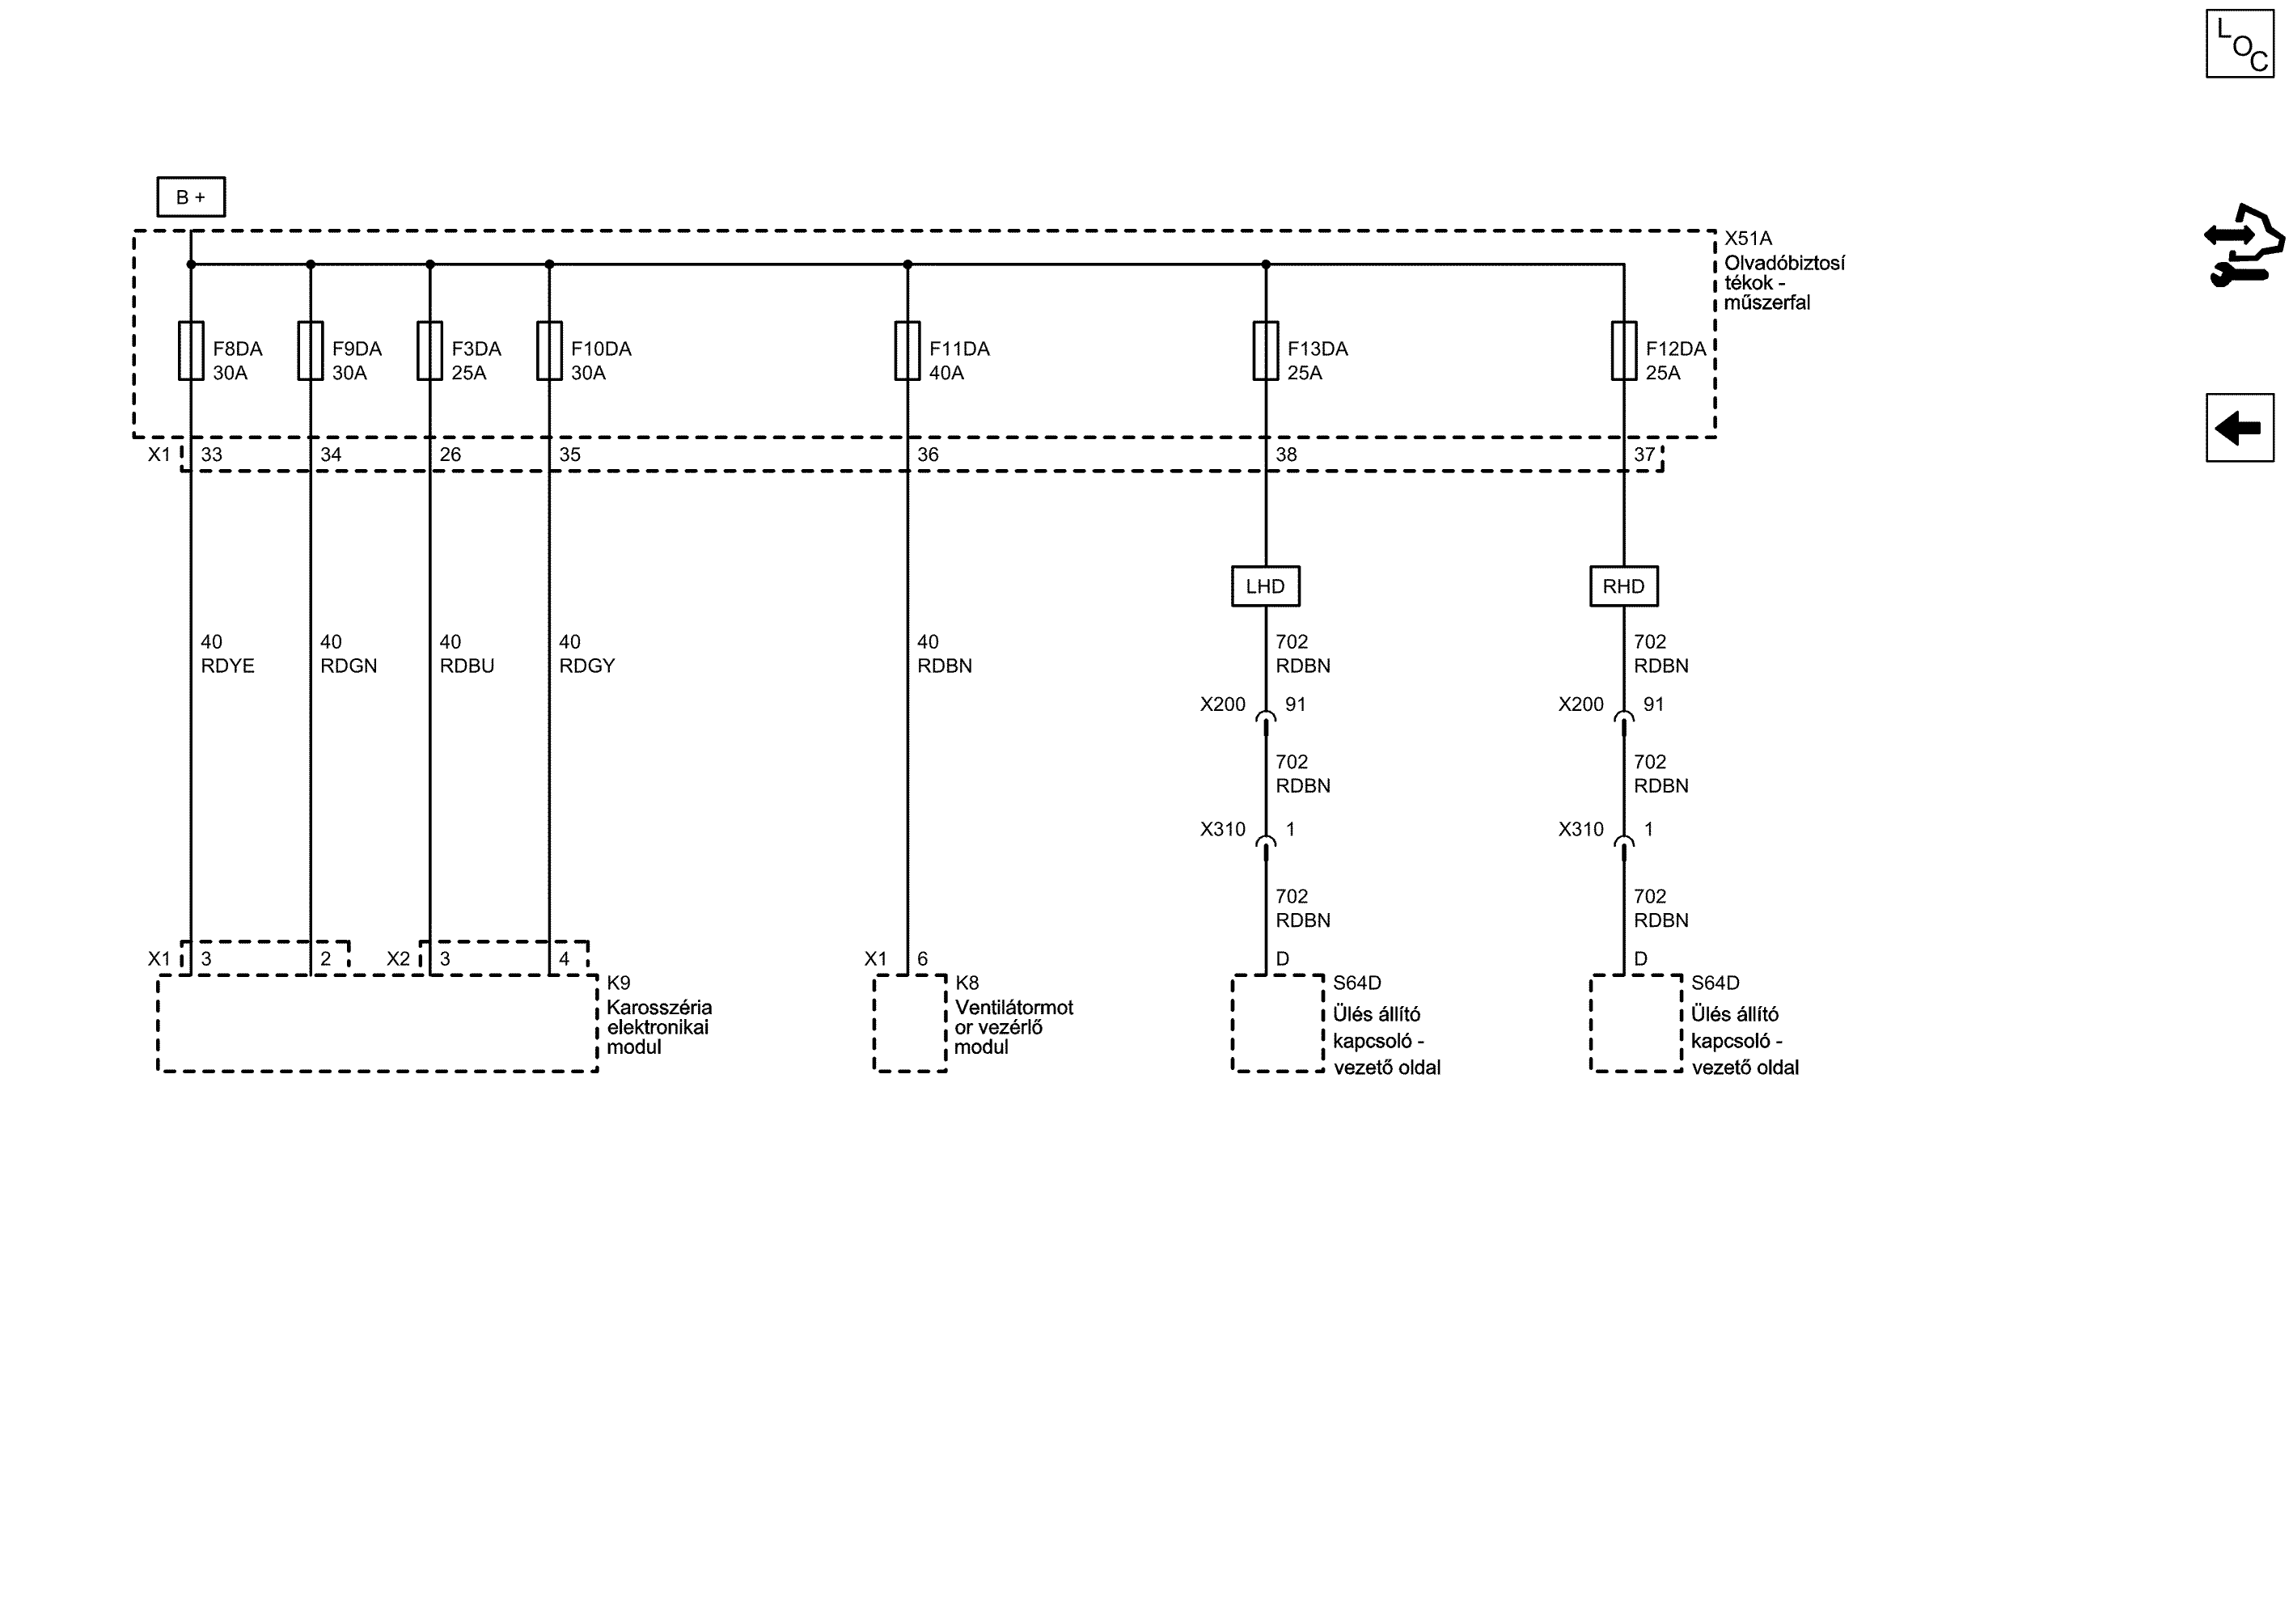 L
O
C
B +
X51A
Olvadóbiztosí
tékok -
műszerfal
F8DA
30A
F9DA
30A
F3DA
25A
F10DA
30A
F11DA
40A
F13DA
25A
F12DA
25A
X1 33 34 26 35 36 38 37
LHD RHD
40
RDYE
40
RDGN
40
RDBU
40
RDGY
40
RDBN
702
RDBN
702
RDBN
X200 91 X200 91
702
RDBN
702
RDBN
X310 1 X310 1
702
RDBN
702
RDBN
X1 3 2 X2 3 4 X1 6 D D
K9
Karosszéria
elektronikai
modul
K8
Ventilátormot
or vezérlő
modul
S64D
Ülés állító
kapcsoló -
vezető oldal
S64D
Ülés állító
kapcsoló -
vezető oldal